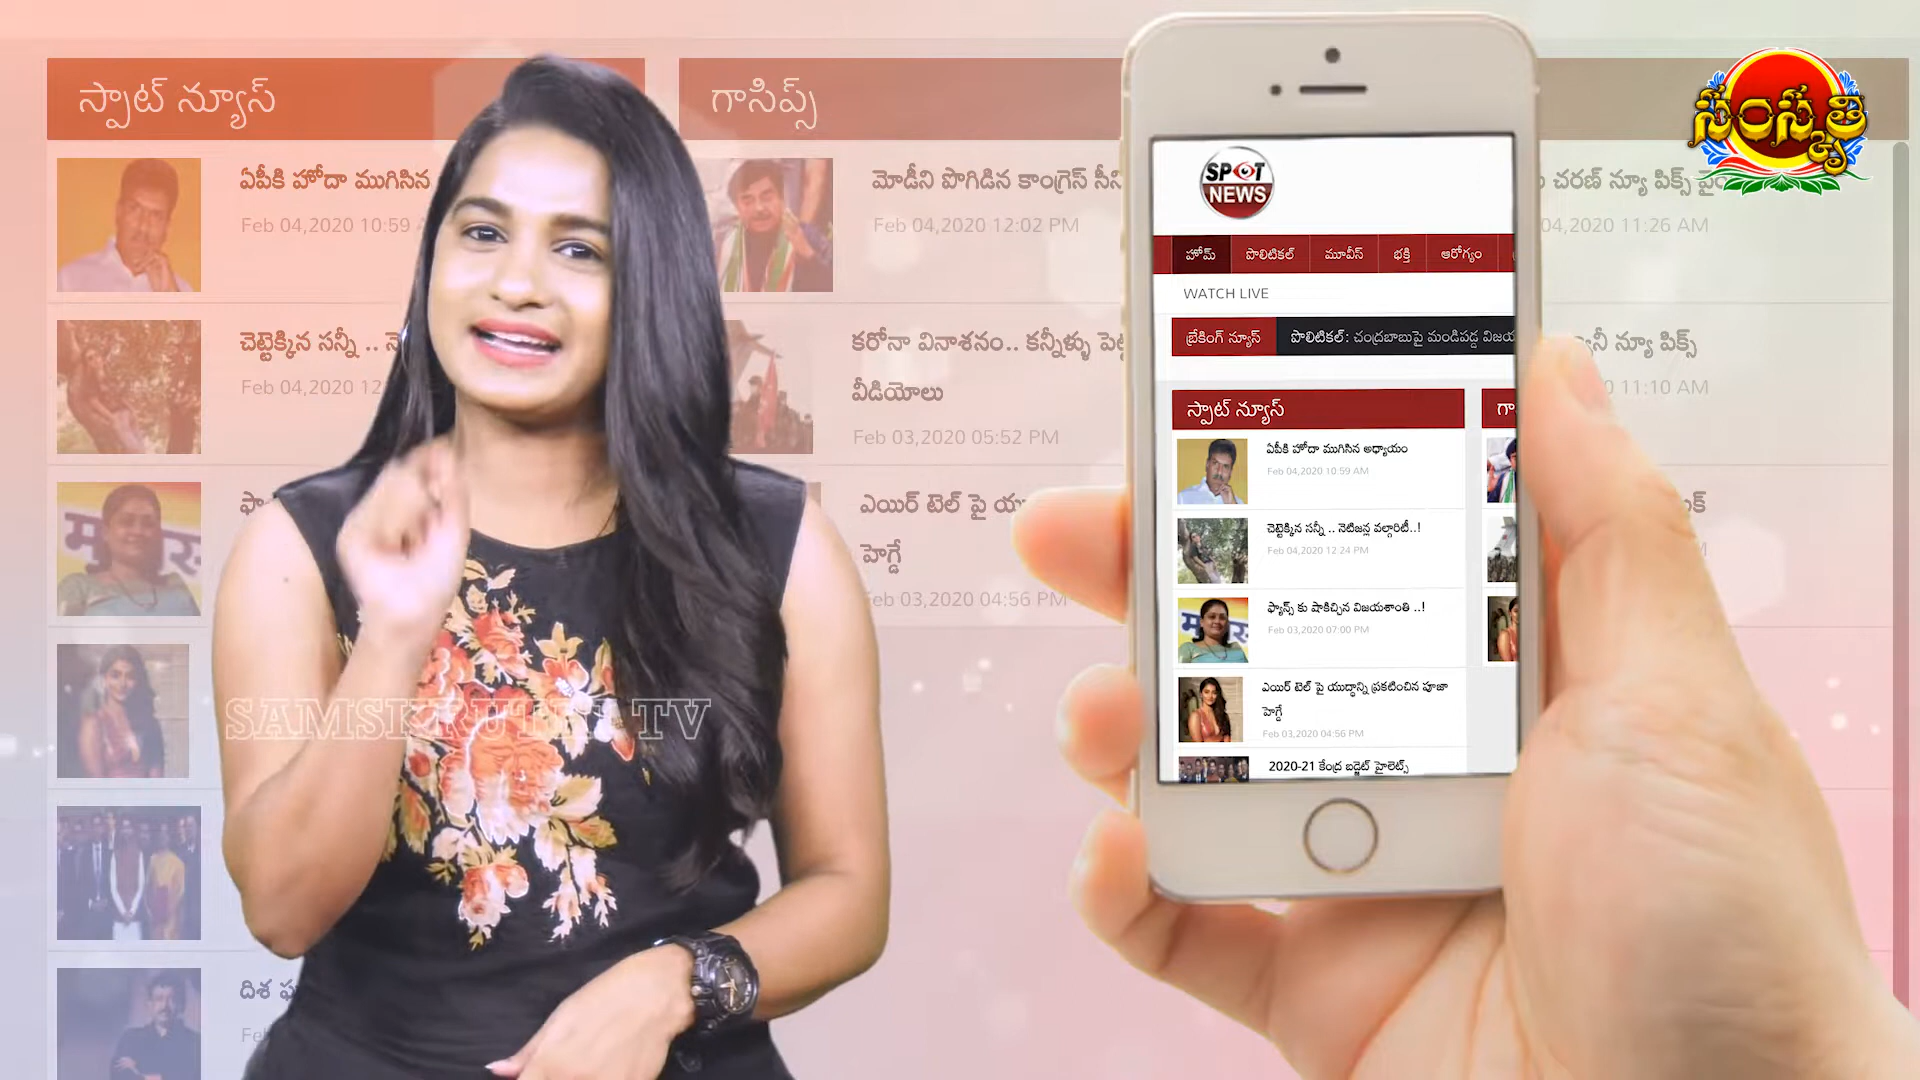 స్పాట్ న్యూస్
గాసిప్స్
సంస్కృతి
ఏపీకి హోదా ముగిసిన
Feb 04,2020 10:59
మోడీని పొగిడిన కాంగ్రెస్
Feb 04,2020 12:02 PM
చరణ్ న్యూ పిక్స్
04,2020 11:26 AM
చెట్టెక్కిన సన్నీ ..
Feb 04,2020
కరోనా వినాశనం.. కన్నీళ్ళు
వీడియోలు
Feb 03,2020 05:52 PM
న్యూ పిక్స్
11:10 AM
ఎయిర్ టెల్ పై
హెగ్డే
Feb 03,2020 04:56 PM
దిశ
SAMSKRUTHI TV
SPOT
NEWS
హోమ్ పొలిటికల్ మూవీస్ భక్తి ఆరోగ్యం
WATCH LIVE
బ్రేకింగ్ న్యూస్ పొలిటికల్: చంద్రబాబుపై మండిపడ్డ
స్పాట్ న్యూస్
ఏపీకి హోదా ముగిసిన అధ్యాయం
Feb 04,2020 10:59 AM
చెట్టెక్కిన సన్నీ .. నెటిజన్ల వల్గారిటీ..!
Feb 04,2020 12:24 PM
ఫ్యాన్స్ కు షాకిచ్చిన విజయశాంతి ..!
Feb 03,2020 07:00 PM
ఎయిర్ టెల్ పై యుద్ధాన్ని ప్రకటించిన పూజా
హెగ్డే
Feb 03,2020 04:56 PM
2020-21 కేంద్ర బడ్జెట్ హైలెట్స్